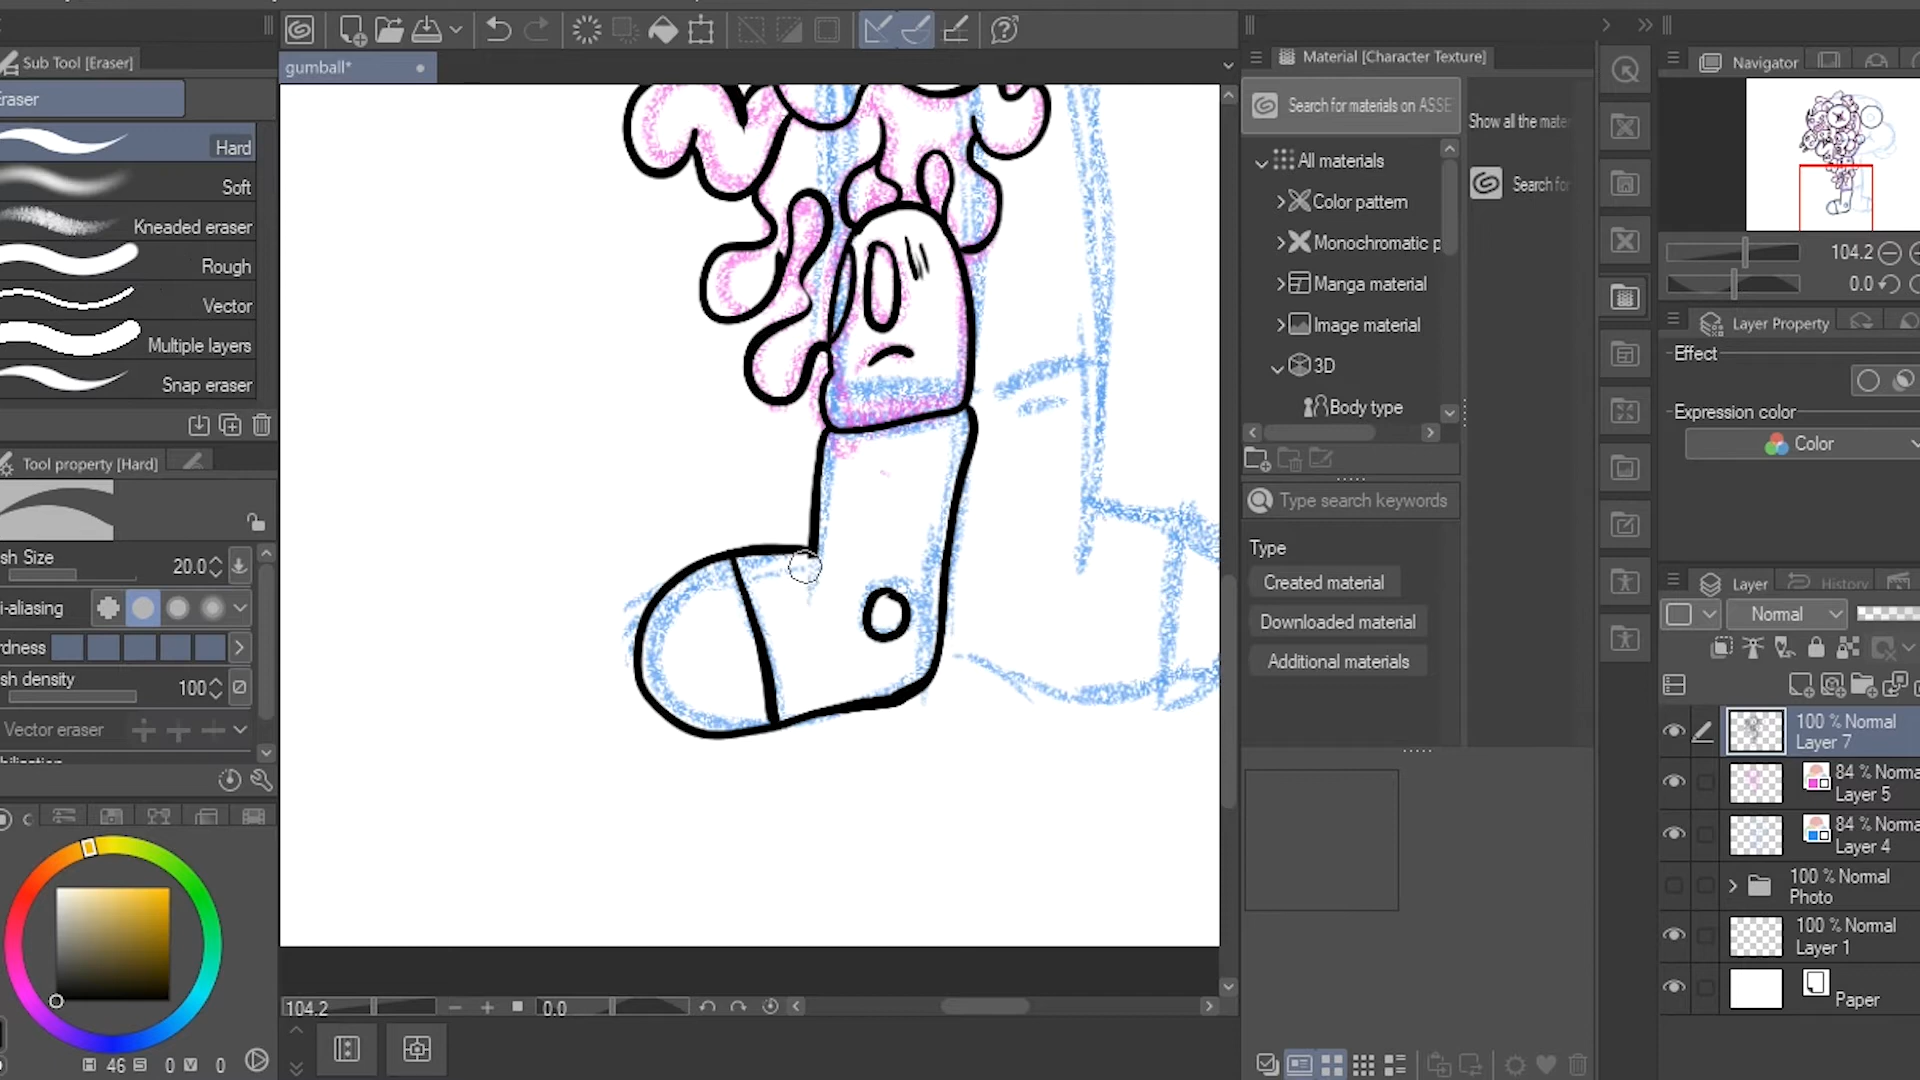 Sub Tool [Eraser]
Eraser
Hard
Soft
Kneaded eraser
Rough
Vector
Multiple layers
Snap eraser
Tool property [Hard]
sh Size
20.0
i-aliasing
rdness
sh density
100
Vector eraser
46 0 0
gumball*
104.2
0.0
Material [Character Texture]
Search for materials on ASSE
Show all the mate
Search for
All materials
Color pattern
Monochromatic p
Manga material
Image material
3D
Body type
Type search keywords
Type
Created material
Downloaded material
Additional materials
Navigator
104.2
0.0
Layer Property
Effect
Expression color
Color
Layer
History
Normal
100 % Normal
Layer 7
84 % Norma
Layer 5
84 % Norma
Layer 4
100 % Normal
Photo
100 % Normal
Layer 1
Paper